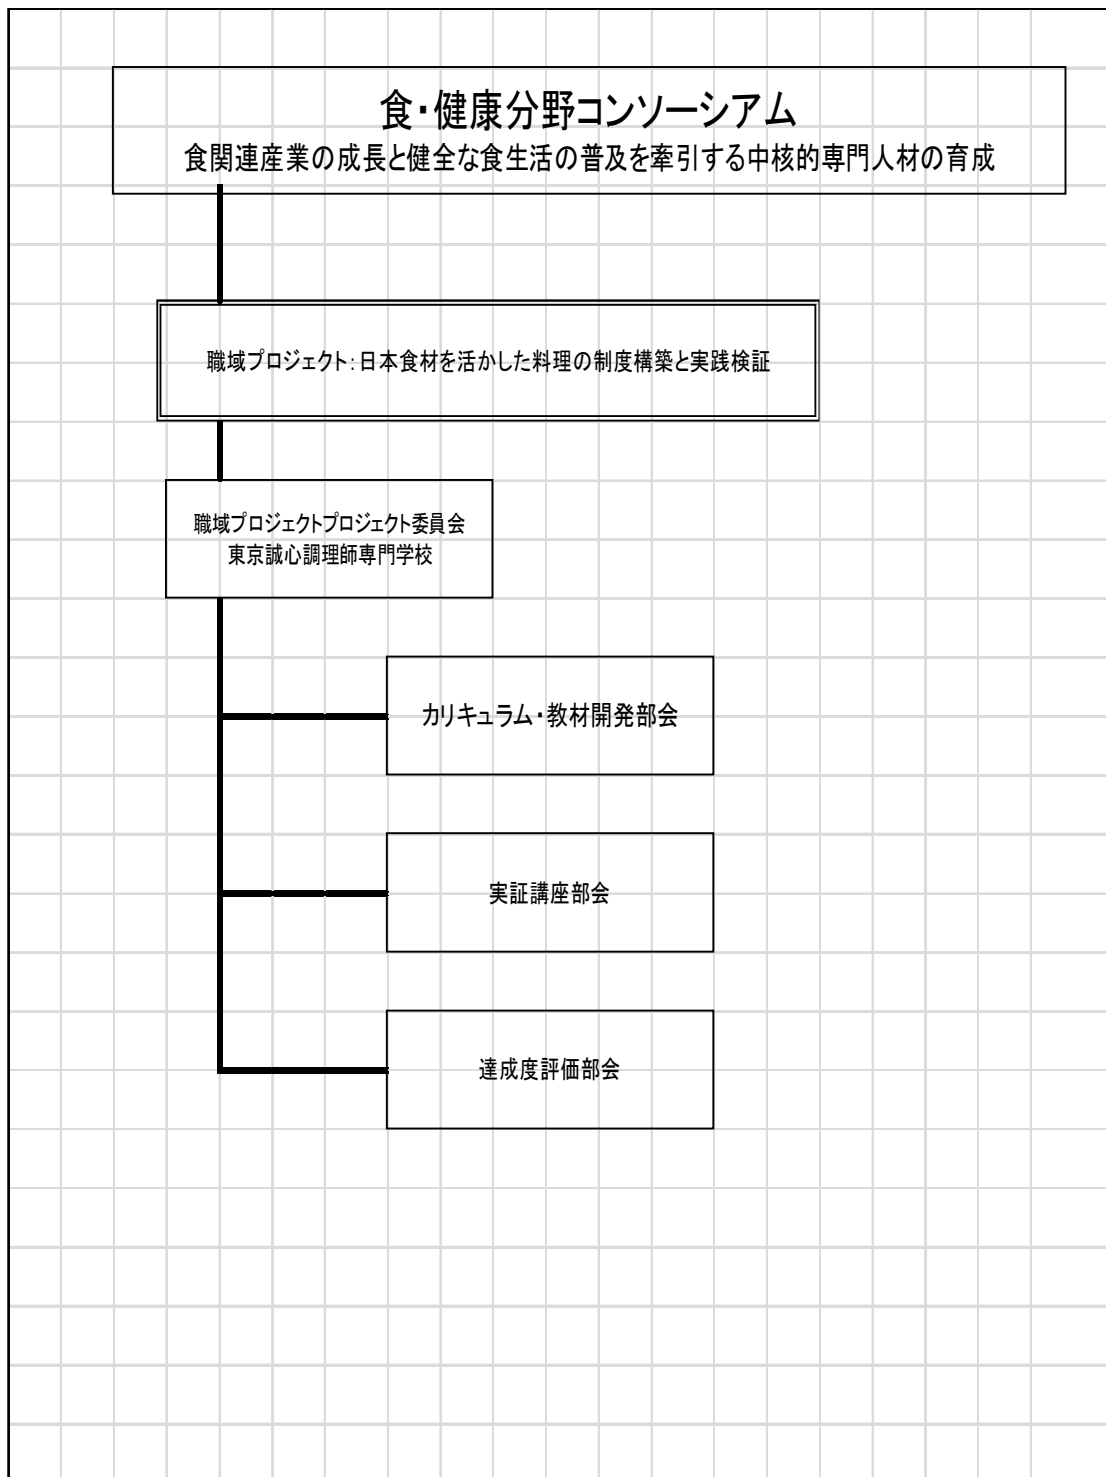 食・健康分野コンソーシアム
食関連産業の成長と健全な食生活の普及を牽引する中核的専門人材の育成
職域プロジェクト:日本食材を活かした料理の制度構築と実践検証
職域プロジェクトプロジェクト委員会
東京誠心調理師専門学校
カリキュラム・教材開発部会
実証講座部会
達成度評価部会